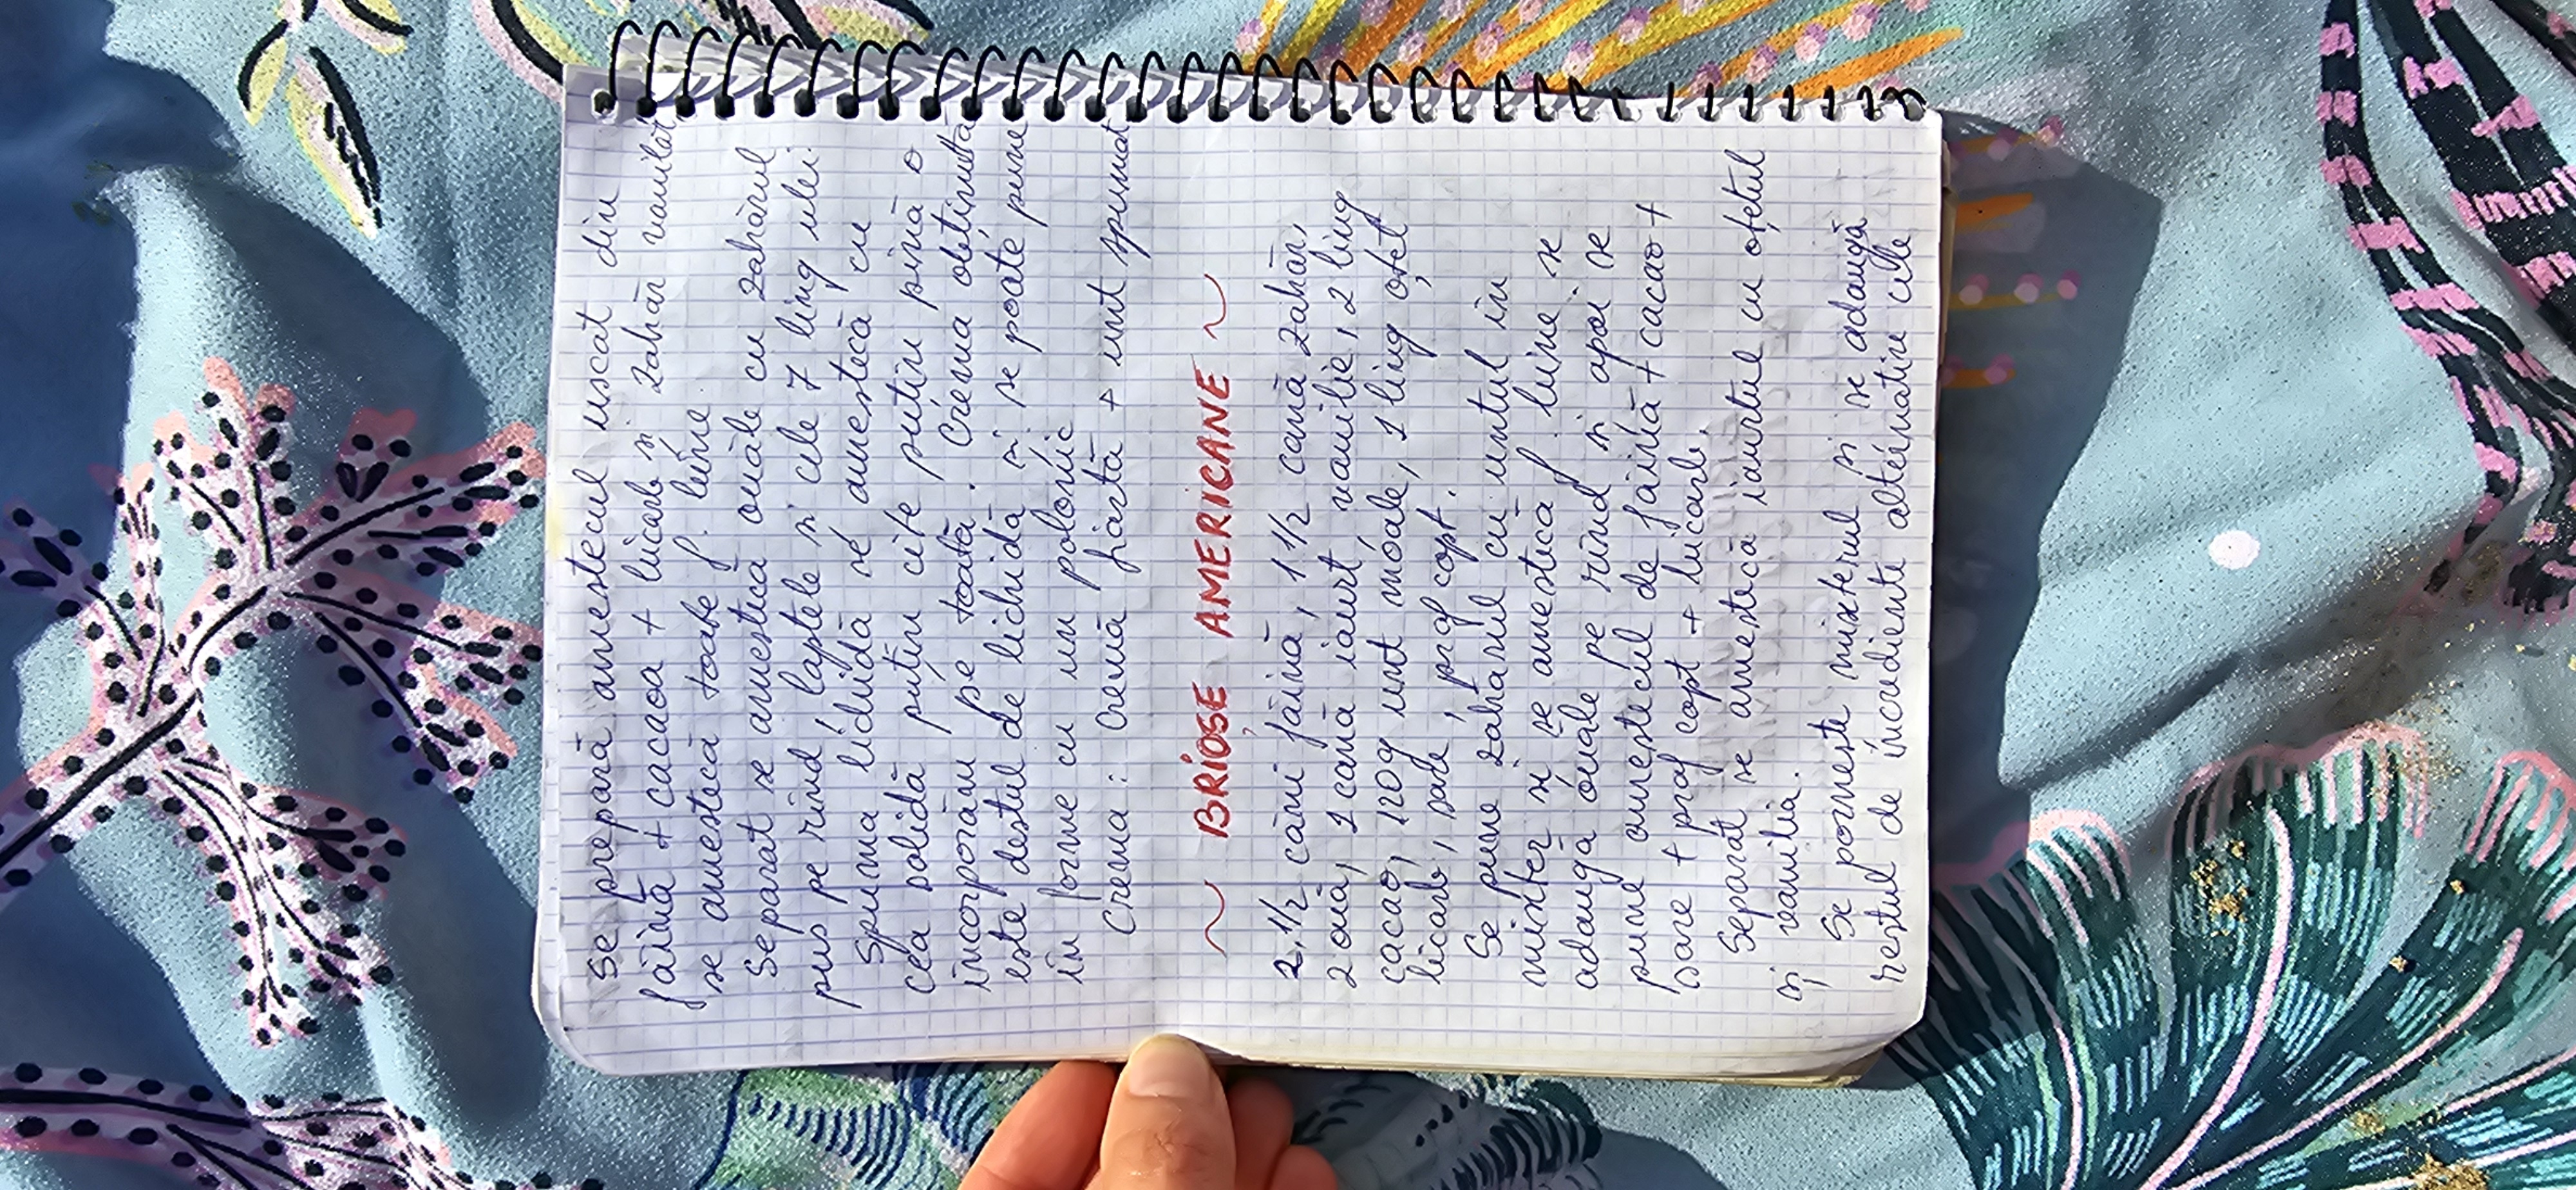 Se prepară amestecul uscat din
făină + cacaoa + bicarb și zahăr vanilat
se amestecă toate f. bine.
Separat se amestecă ouăle cu zahărul
pus pe rînd, laptele și cele 7 ling ulei.
Spuma lichidă se amestecă cu
cea solidă puțin cîte puțin pînă o
incorporăm pe toată. Crema obținută
este destul de lichidă și se poate pune
în forme cu un polonic
Crema: Cremă fiartă + unt spumat
~ BRIOȘE AMERICANE ~
2.1/2 căni făină, 1 1/2 cană zahăr,
2 ouă, 1 cană iaurt, vanilie, 2 ling
cacao, 120g unt moale, 1 ling oțet
bicarb, sare, praf copt.
Se pune zahărul cu untul în
mixter și se amestecă f. bine se
adaugă ouăle pe rînd și apoi se
pune amestecul de făină + cacao +
sare + praf copt + bicarb.
Separat se amestecă iaurtul cu oțetul
și vanilia.
Se pornește mixterul și se adaugă
restul de incrediente alternativ cele